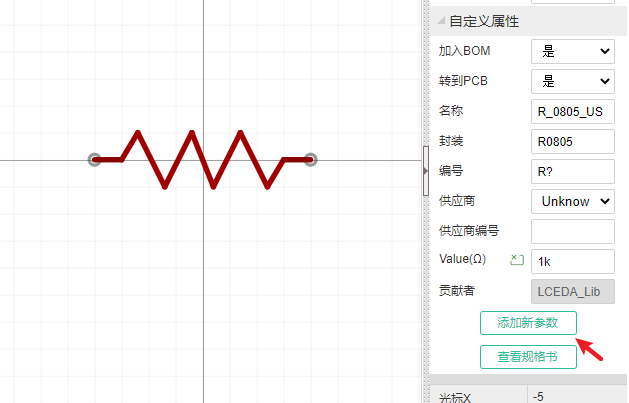 自定义属性
加入BOM 是
转到PCB 是
名称 R_0805_US
封装 R0805
编号 R?
供应商 Unknow
供应商编号
Value(Ω) 1k
贡献者 LCEDA_Lib
添加新参数
查看规格书
光标X -5